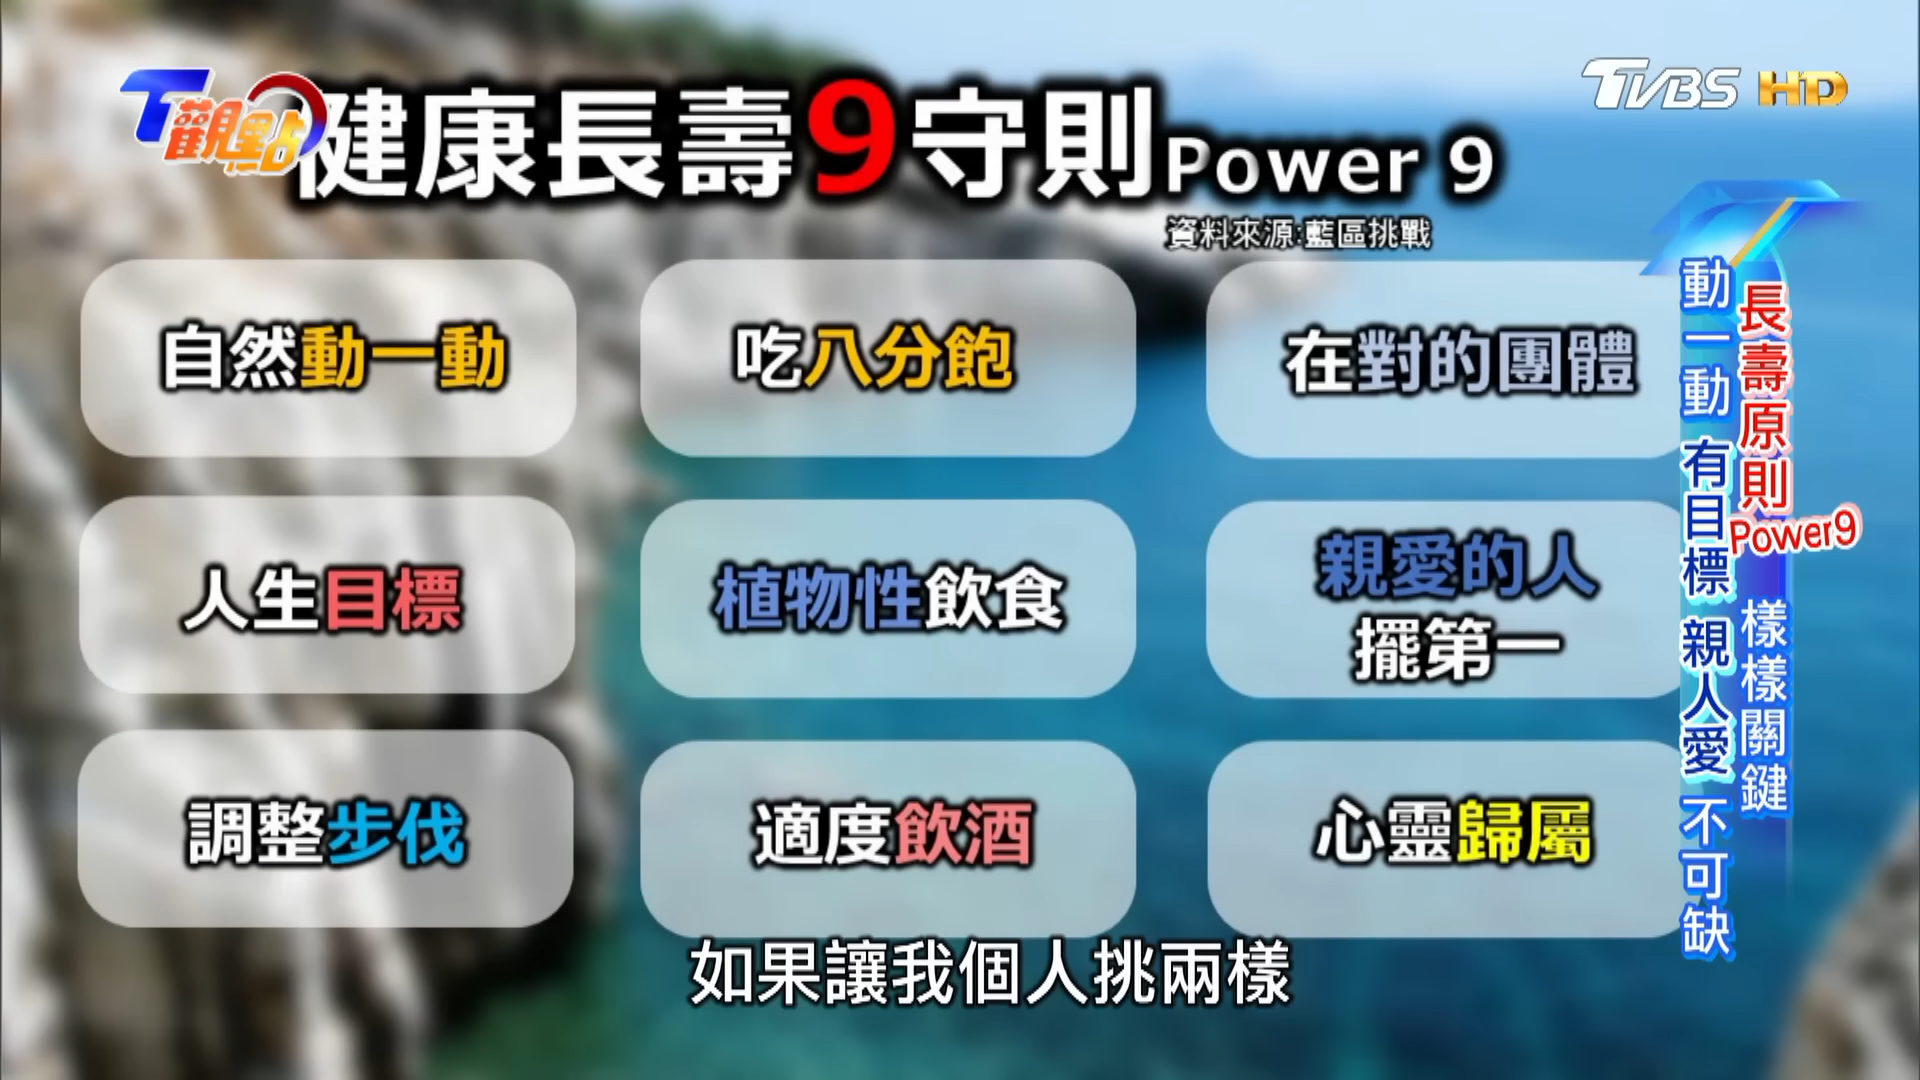 T觀點
TVBS HD
健康長壽9守則Power 9
資料來源:藍區挑戰
自然動一動
吃八分飽
在對的團體
人生目標
植物性飲食
親愛的人
擺第一
調整步伐
適度飲酒
心靈歸屬
長壽原則Power9 樣樣關鍵
動一動 有目標 親人愛 不可缺
如果讓我個人挑兩樣